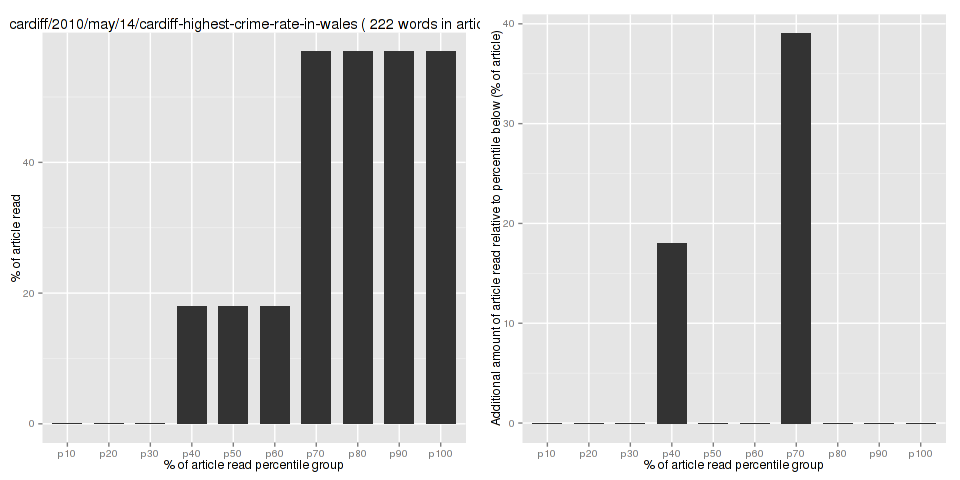 cardiff/2010/may/14/cardiff-highest-crime-rate-in-wales ( 222 words in artic
% of article read
40
20
0
p10 p20 p30 p40 p50 p60 p70 p80 p90 p100
% of article read percentile group
Additional amount of article read relative to percentile below (% of article)
40
30
20
10
0
p10 p20 p30 p40 p50 p60 p70 p80 p90 p100
% of article read percentile group